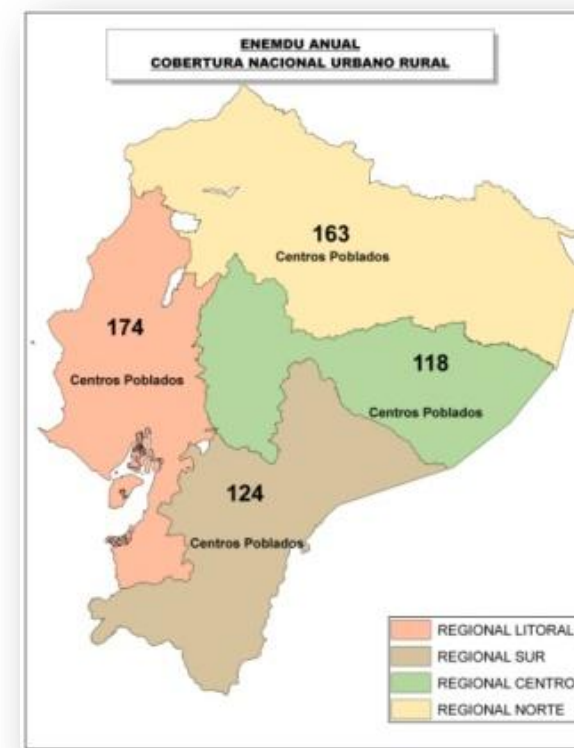 ENEMDU ANUAL
COBERTURA NACIONAL URBANO RURAL
163
Centros Poblados
174
Centros Poblados
118
Centros Poblados
124
Centros Poblados
REGIONAL LITORAL
REGIONAL SUR
REGIONAL CENTRO
REGIONAL NORTE